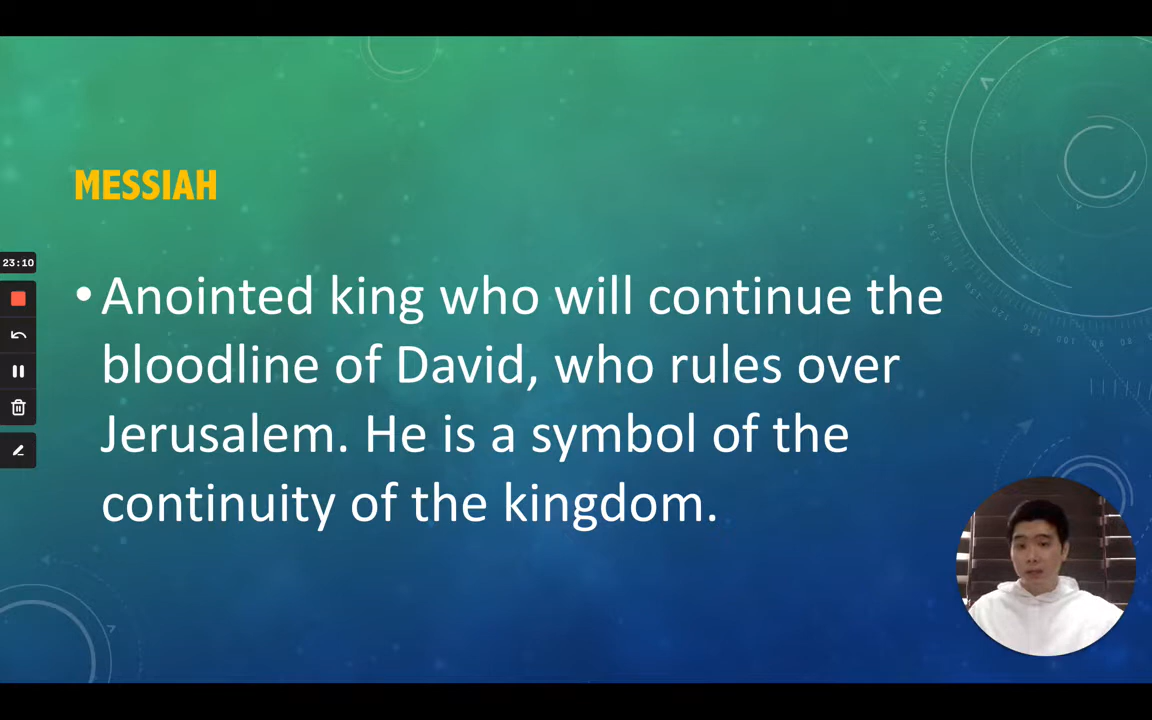 MESSIAH
23:10
•Anointed king who will continue the
bloodline of David, who rules over
Jerusalem. He is a symbol of the
continuity of the kingdom.